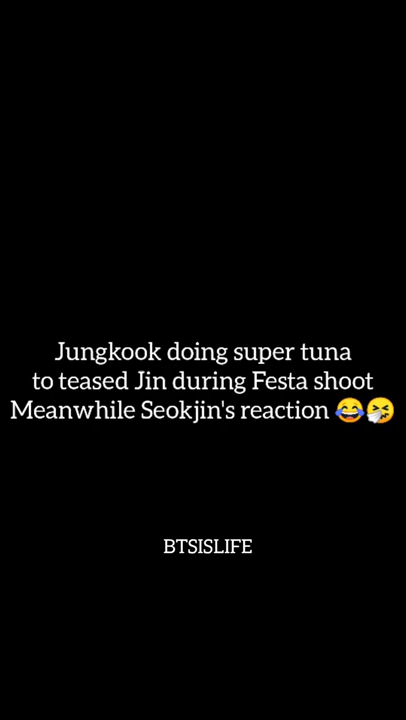 Jungkook doing super tuna
to teased Jin during Festa shoot
Meanwhile Seokjin's reaction 😂🤧
BTSISLIFE